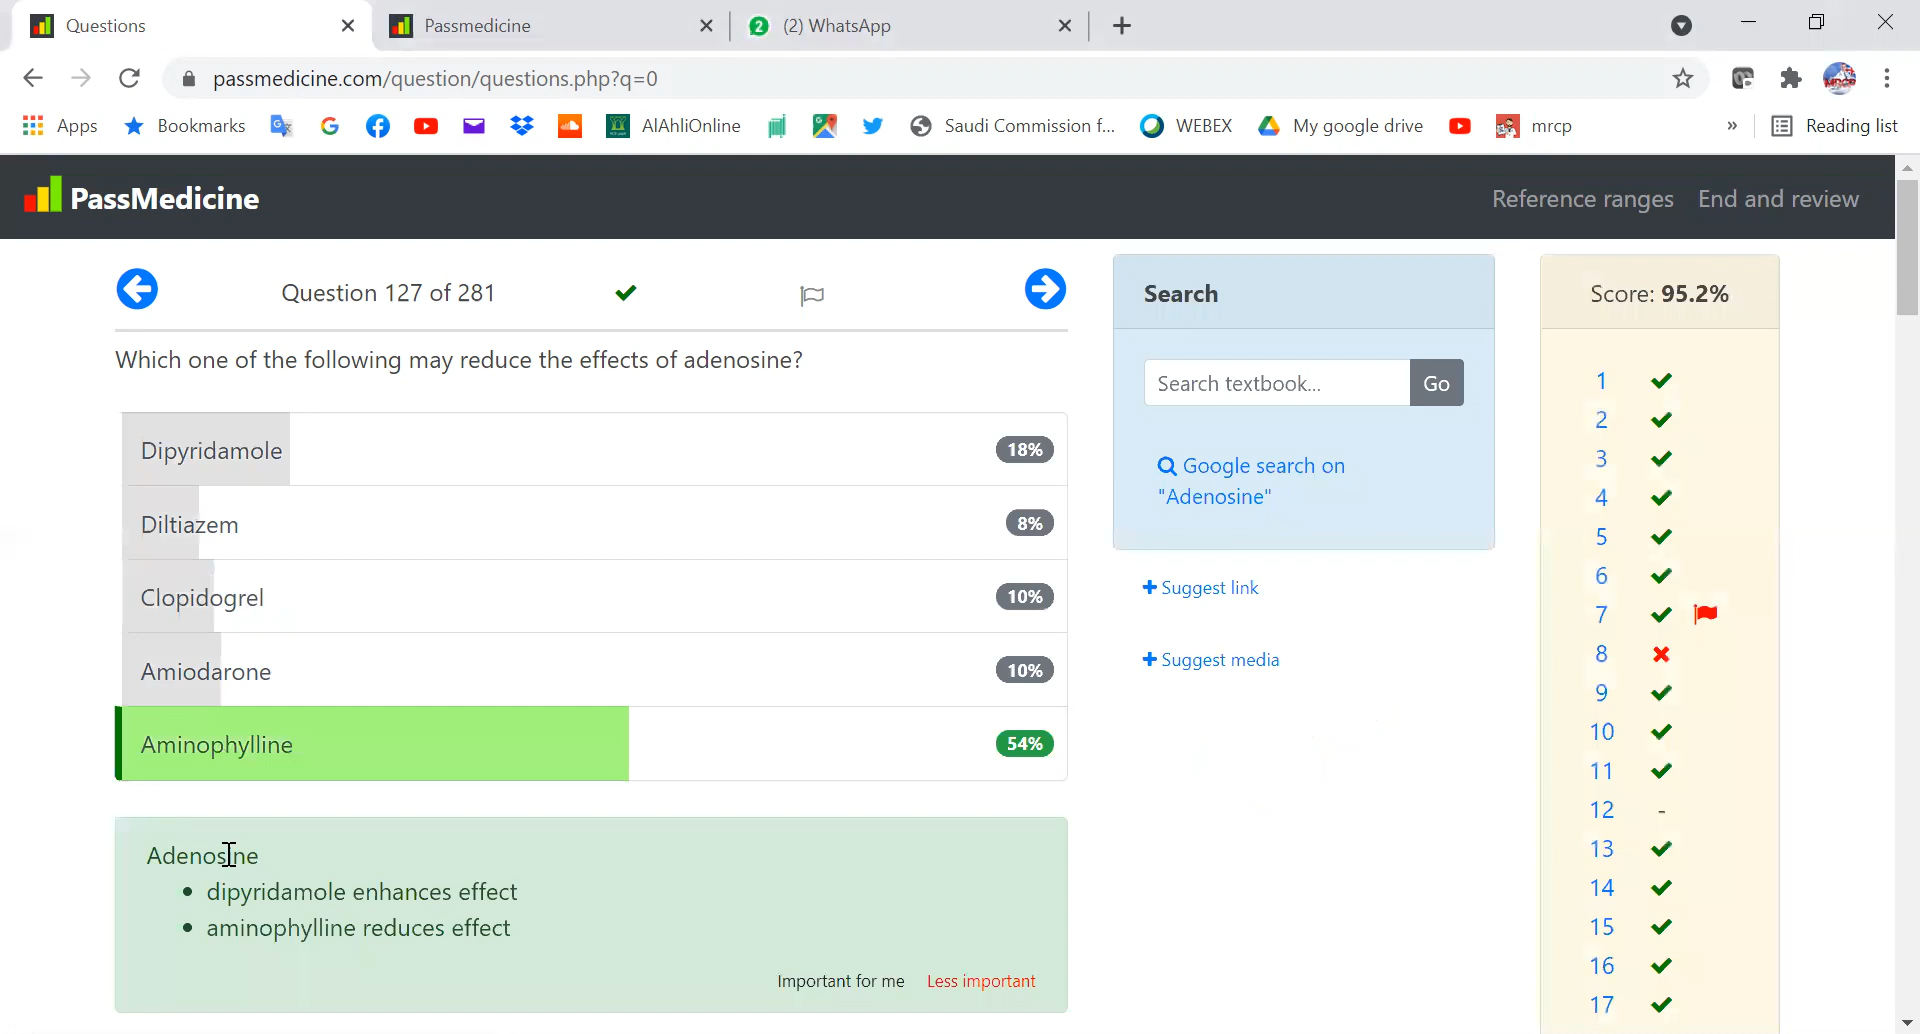 Questions
Passmedicine
2
(2) WhatsApp
passmedicine.com/question/questions.php?q=0
Apps
Bookmarks
AlAhliOnline
Saudi Commission f...
WEBEX
My google drive
mrcp
»
Reading list
PassMedicine
Reference ranges
End and review
Question 127 of 281
Which one of the following may reduce the effects of adenosine?
Dipyridamole 18%
Diltiazem 8%
Clopidogrel 10%
Amiodarone 10%
Aminophylline 54%
Adenosine
• dipyridamole enhances effect
• aminophylline reduces effect
Important for me Less important
Search
Search textbook...
Go
Google search on
"Adenosine"
+ Suggest link
+ Suggest media
Score: 95.2%
1
2
3
4
5
6
7
8
9
10
11
12 -
13
14
15
16
17